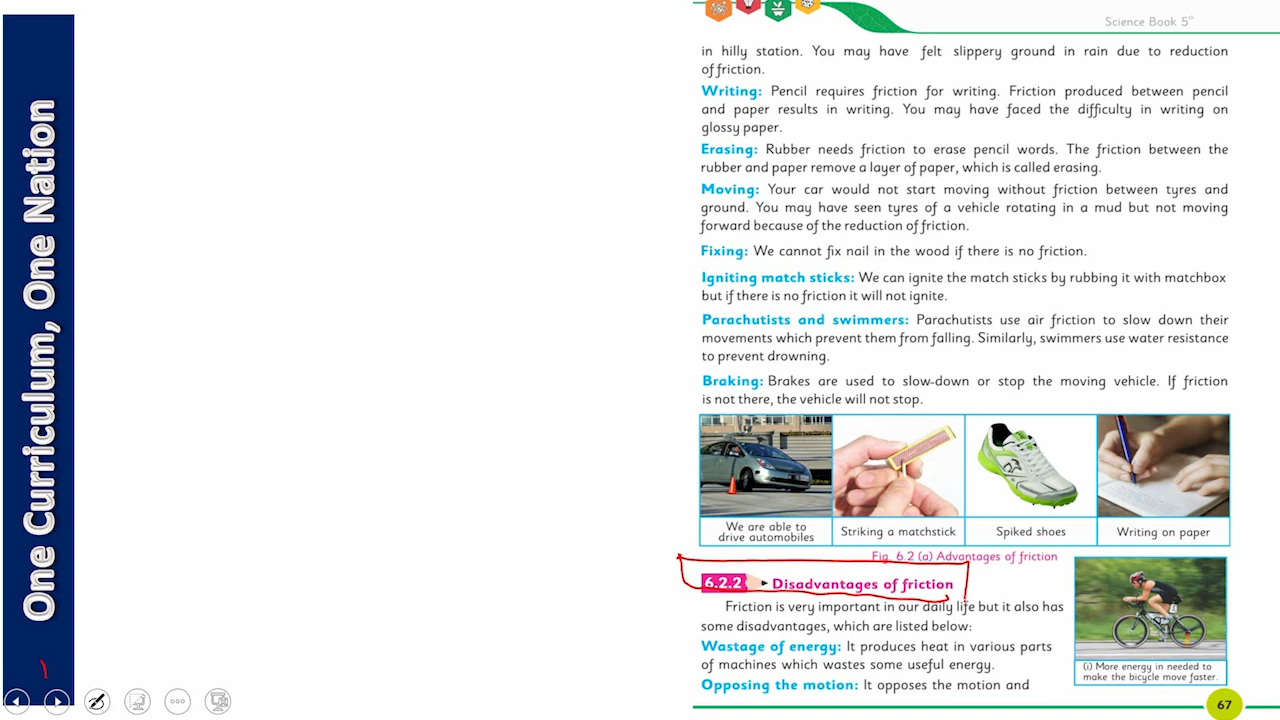 One Curriculum, One Nation
Science Book 5th
in hilly station. You may have felt slippery ground in rain due to reduction
of friction.
Writing: Pencil requires friction for writing. Friction produced between pencil
and paper results in writing. You may have faced the difficulty in writing on
glossy paper.
Erasing: Rubber needs friction to erase pencil words. The friction between the
rubber and paper remove a layer of paper, which is called erasing.
Moving: Your car would not start moving without friction between tyres and
ground. You may have seen tyres of a vehicle rotating in a mud but not moving
forward because of the reduction of friction.
Fixing: We cannot fix nail in the wood if there is no friction.
Igniting match sticks: We can ignite the match sticks by rubbing it with matchbox
but if there is no friction it will not ignite.
Parachutists and swimmers: Parachutists use air friction to slow down their
movements which prevent them from falling. Similarly, swimmers use water resistance
to prevent drowning.
Braking: Brakes are used to slow-down or stop the moving vehicle. If friction
is not there, the vehicle will not stop.
We are able to
drive automobiles
Striking a matchstick
Spiked shoes
Writing on paper
Fig. 6.2 (a) Advantages of friction
6.2.2 Disadvantages of friction
Friction is very important in our daily life but it also has
some disadvantages, which are listed below:
Wastage of energy: It produces heat in various parts
of machines which wastes some useful energy.
Opposing the motion: It opposes the motion and
(i) More energy in needed to
make the bicycle move faster.
67